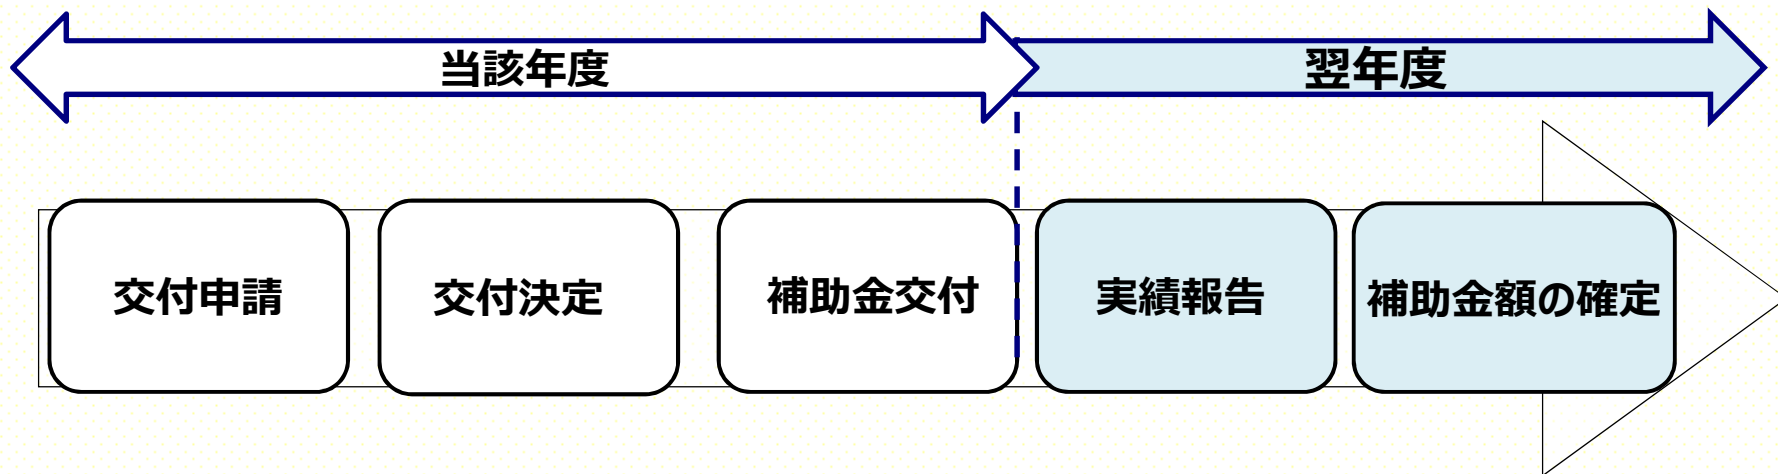 当該年度
翌年度
交付申請
交付決定
補助金交付
実績報告
補助金額の確定